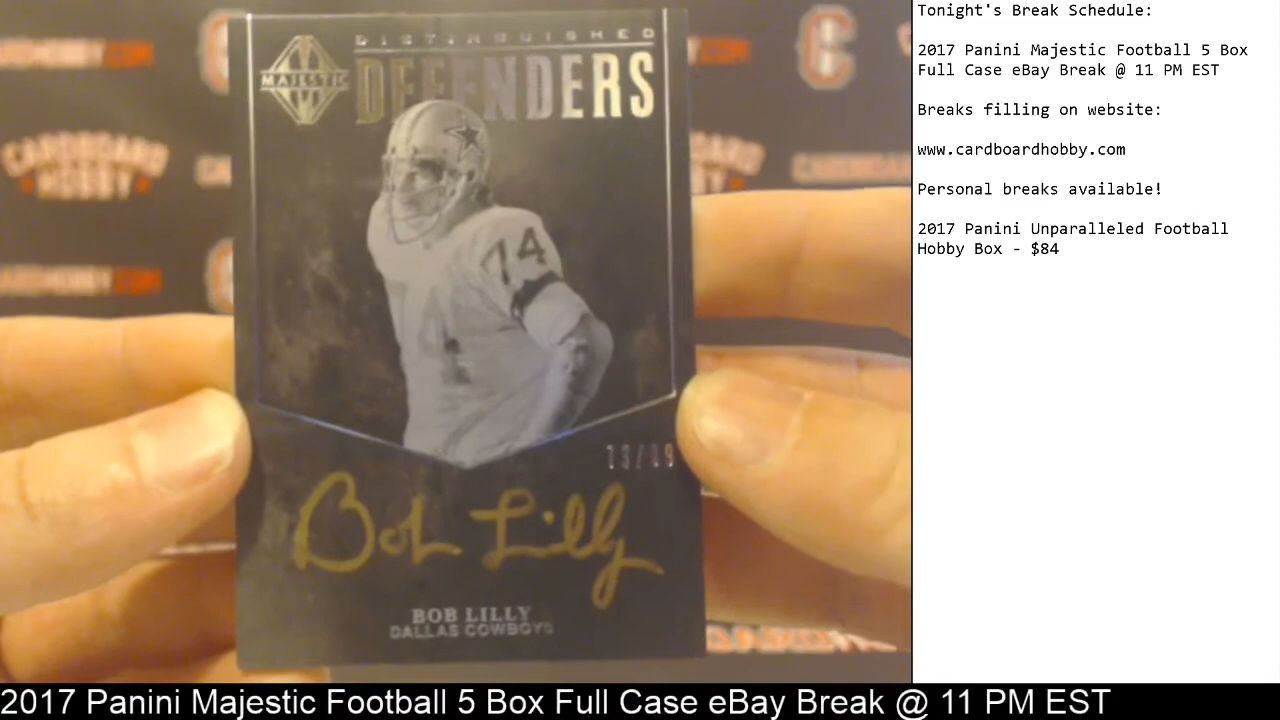 DISTINGUISHED
DEFENDERS
MAJESTIC
74
Bob Lilly
BOB LILLY
DALLAS COWBOYS
CARDBOARD
HOBBY
Tonight's Break Schedule:
2017 Panini Majestic Football 5 Box
Full Case eBay Break @ 11 PM EST
Breaks filling on website:
www.cardboardhobby.com
Personal breaks available!
2017 Panini Unparalleled Football
Hobby Box - $84
2017 Panini Majestic Football 5 Box Full Case eBay Break @ 11 PM EST